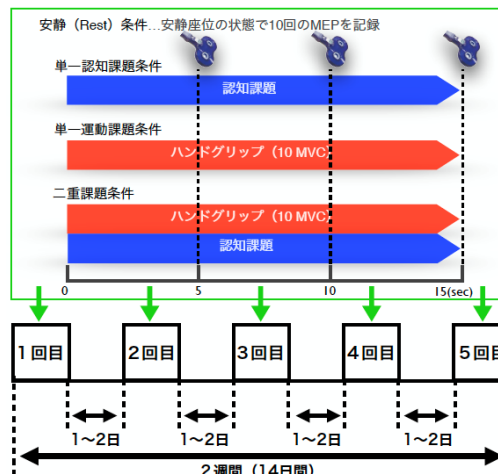 安静（Rest）条件…安静座位の状態で10回のMEPを記録
単一認知課題条件
認知課題
単一運動課題条件
ハンドグリップ（10 MVC）
二重課題条件
ハンドグリップ（10 MVC）
認知課題
0 5 10 15(sec)
1回目 2回目 3回目 4回目 5回目
1〜2日 1〜2日 1〜2日 1〜2日
2週間（14日間）